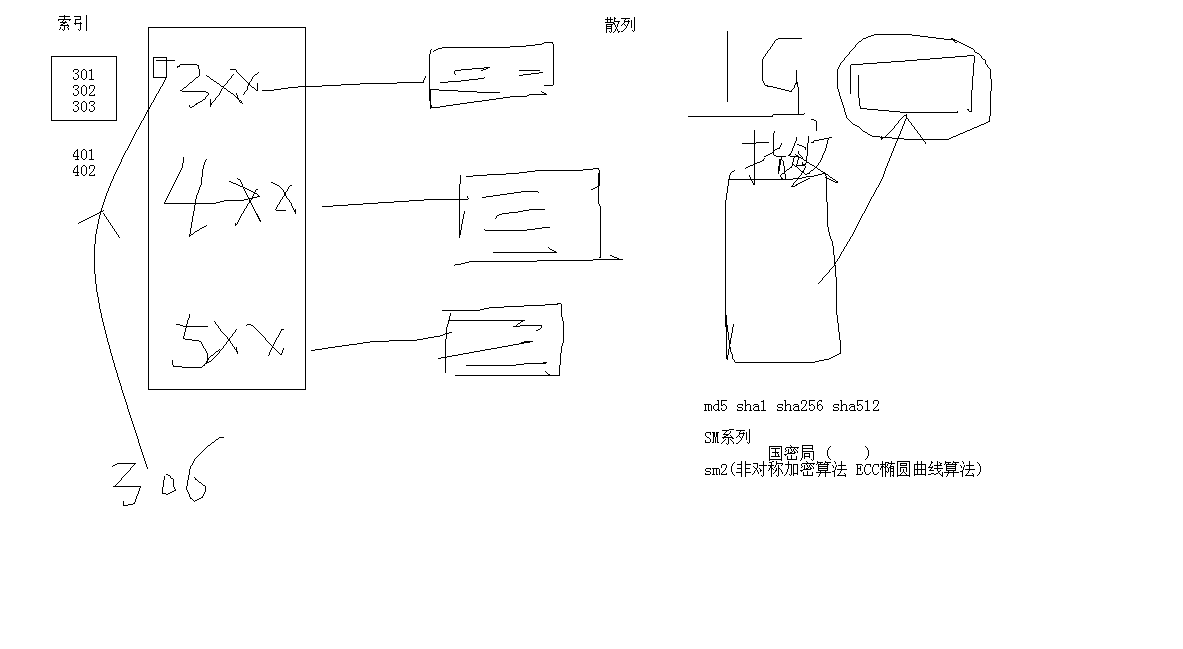 索引
301
302
303
401
402
3xx
4xx
5xx
306
散列
1G
摘要
md5 sha1 sha256 sha512
SM系列
国密局（ ）
sm2(非对称加密算法 ECC椭圆曲线算法)